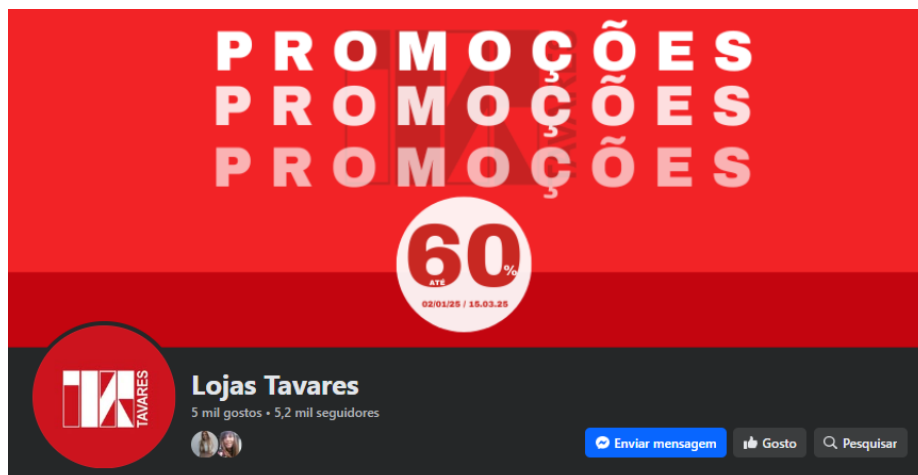 PROMOÇÕES
PROMOÇÕES
PROMOÇÕES
60%
ATÉ
02/01/25 / 15.03.25
TAVARES
TAVARES
Lojas Tavares
5 mil gostos • 5,2 mil seguidores
Enviar mensagem
Gosto
Pesquisar